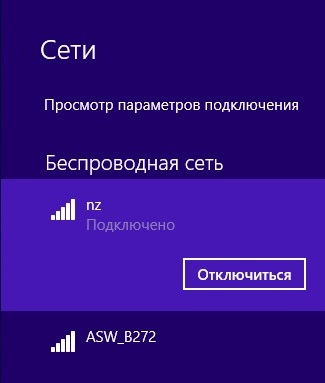 Сети
Просмотр параметров подключения
Беспроводная сеть
nz
Подключено
Отключиться
ASW_B272